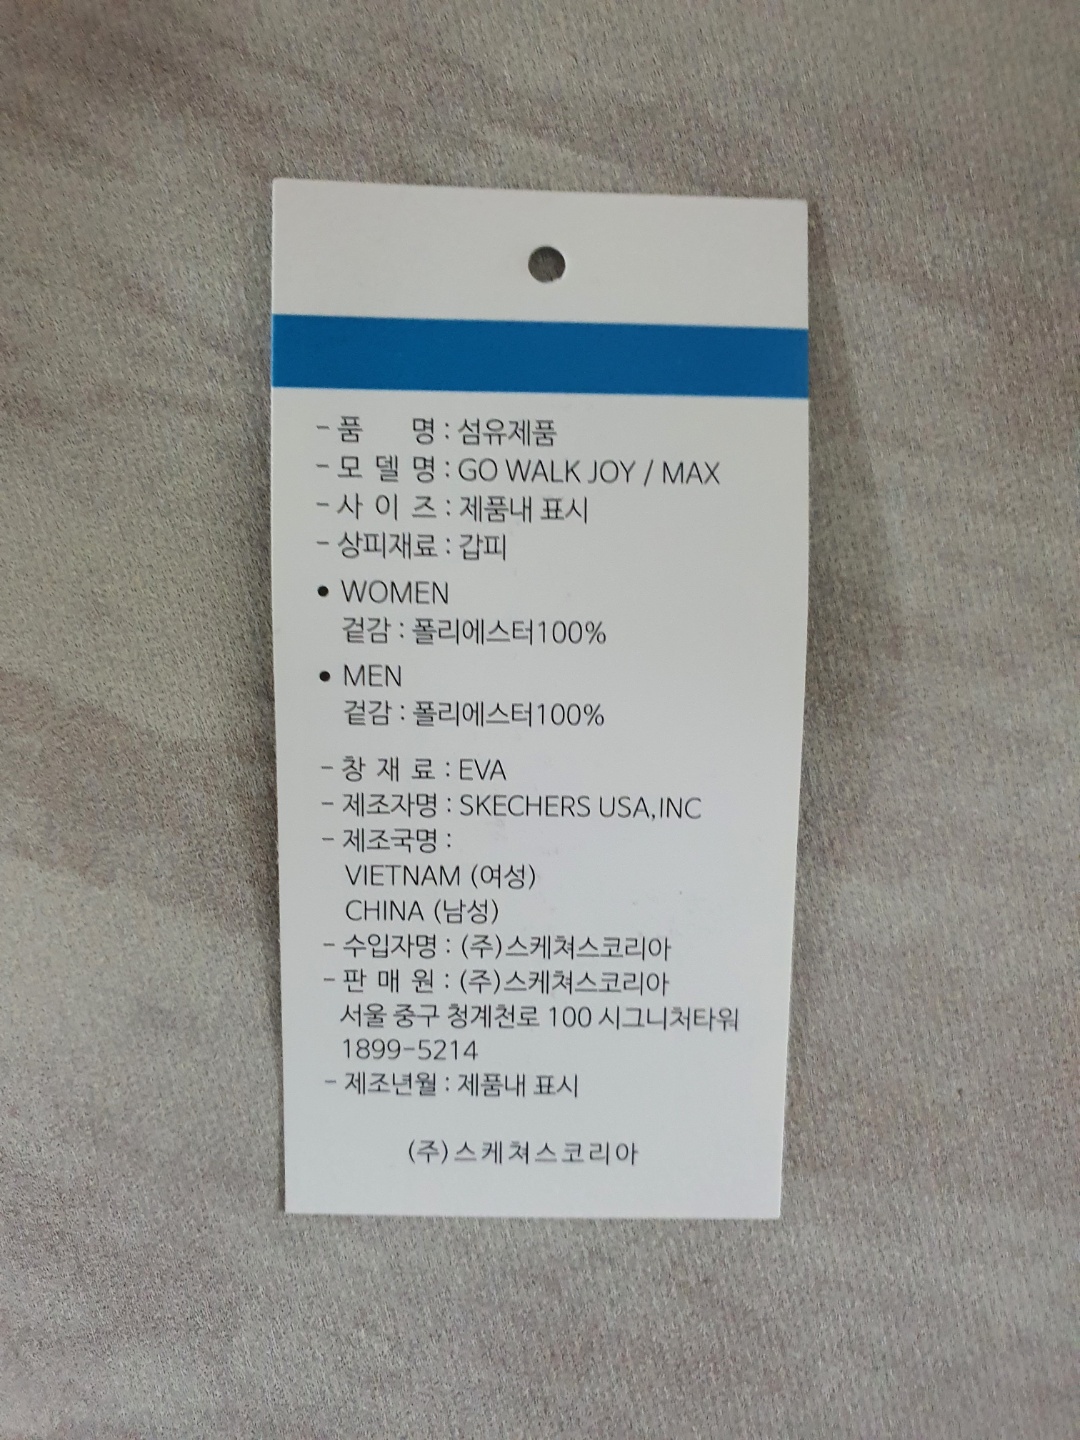 - 품 명 : 섬유제품
- 모 델 명 : GO WALK JOY / MAX
- 사 이 즈 : 제품내 표시
- 상피재료 : 갑피
• WOMEN
겉감 : 폴리에스터100%
• MEN
겉감 : 폴리에스터100%
- 창 재 료 : EVA
- 제조자명 : SKECHERS USA,INC
- 제조국명 :
VIETNAM (여성)
CHINA (남성)
- 수입자명 : (주)스케쳐스코리아
- 판 매 원 : (주)스케쳐스코리아
서울 중구 청계천로 100 시그니처타워
1899-5214
- 제조년월 : 제품내 표시
(주)스케쳐스코리아